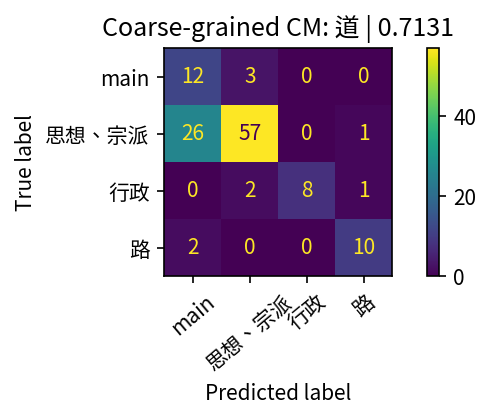 Coarse-grained CM: 道 | 0.7131
True label
main
12 3 0 0
思想、宗派
26 57 0 1
行政
0 2 8 1
路
2 0 0 10
main
思想、宗派
行政
路
Predicted label
40
20
0